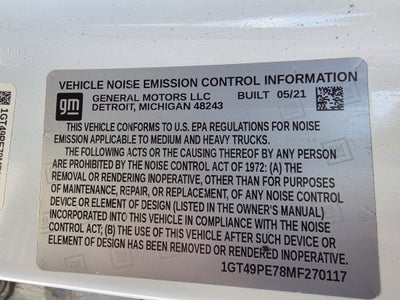 VEHICLE NOISE EMISSION CONTROL INFORMATION
gm
GENERAL MOTORS LLC BUILT 05/21
DETROIT, MICHIGAN 48243
THIS VEHICLE CONFORMS TO U.S. EPA REGULATIONS FOR NOISE
EMISSION APPLICABLE TO MEDIUM AND HEAVY TRUCKS.
THE FOLLOWING ACTS OR THE CAUSING THEREOF BY ANY PERSON
ARE PROHIBITED BY THE NOISE CONTROL ACT OF 1972: (A) THE
REMOVAL OR RENDERING INOPERATIVE, OTHER THAN FOR PURPOSES
OF MAINTENANCE, REPAIR, OR REPLACEMENT, OF ANY NOISE CONTROL
DEVICE OR ELEMENT OF DESIGN (LISTED IN THE OWNER'S MANUAL)
INCORPORATED INTO THIS VEHICLE IN COMPLIANCE WITH THE NOISE
CONTROL ACT; (B) THE USE OF THIS VEHICLE AFTER SUCH DEVICE OR
ELEMENT OF DESIGN HAS BEEN REMOVED OR RENDERED INOPERATIVE.
1GT49PE78MF270117